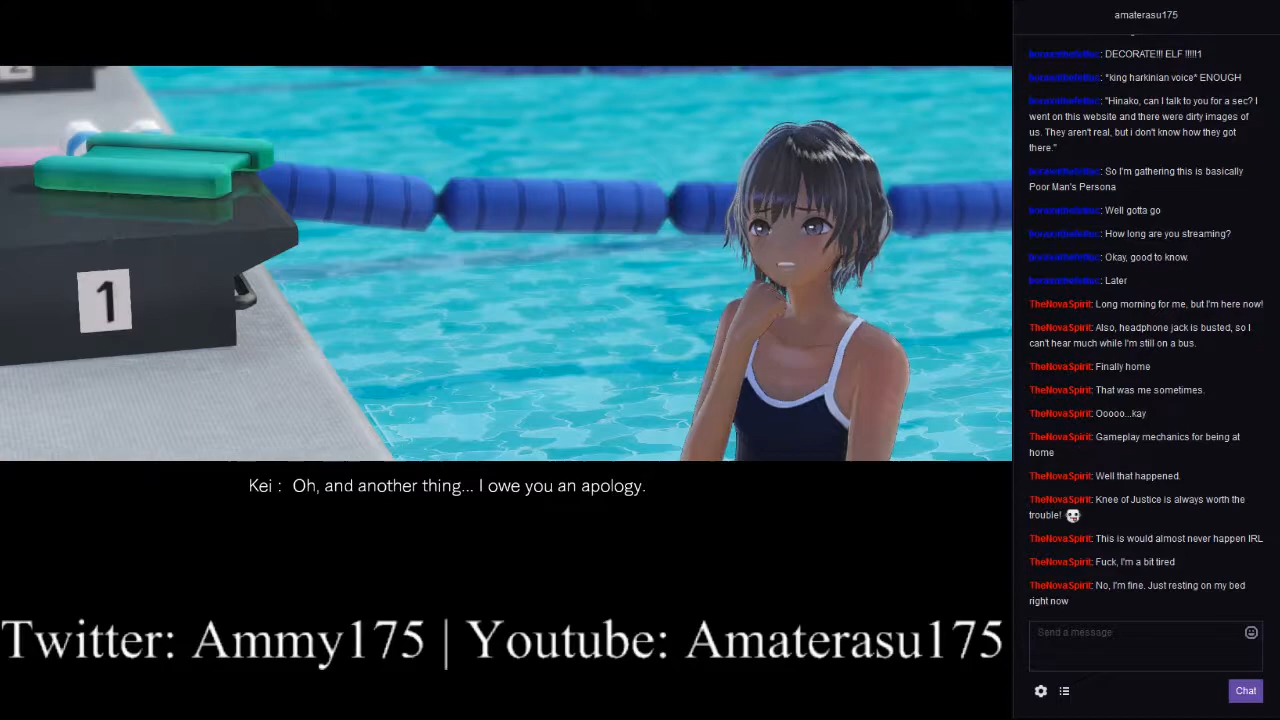 2
1
Kei : Oh, and another thing... I owe you an apology.
Twitter: Ammy175 | Youtube: Amaterasu175
amaterasu175
: DECORATE!!! ELF !!!!!1
: *king harkinian voice* ENOUGH
: "Hinako, can I talk to you for a sec? I
went on this website and there were dirty images of
us. They aren't real, but i don't know how they got
there."
: So I'm gathering this is basically
Poor Man's Persona
: Well gotta go
: How long are you streaming?
: Okay, good to know.
: Later
TheNovaSpirit: Long morning for me, but I'm here now!
TheNovaSpirit: Also, headphone jack is busted, so I
can't hear much while I'm still on a bus.
TheNovaSpirit: Finally home
TheNovaSpirit: That was me sometimes.
TheNovaSpirit: Ooooo...kay
TheNovaSpirit: Gameplay mechanics for being at
home
TheNovaSpirit: Well that happened.
TheNovaSpirit: Knee of Justice is always worth the
trouble!
TheNovaSpirit: This is would almost never happen IRL
TheNovaSpirit: Fuck, I'm a bit tired
TheNovaSpirit: No, I'm fine. Just resting on my bed
right now
Send a message
Chat